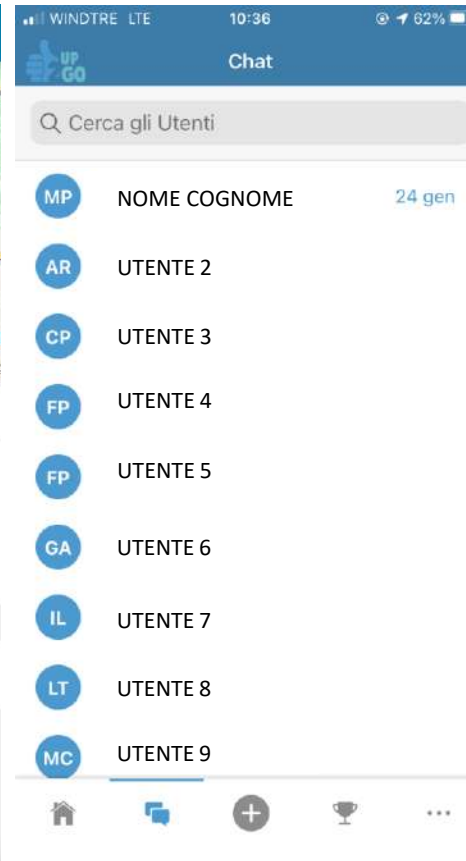 WINDTRE LTE 10:36 62%
UP GO
Chat
Cerca gli Utenti
MP NOME COGNOME 24 gen
AR UTENTE 2
CP UTENTE 3
FP UTENTE 4
FP UTENTE 5
GA UTENTE 6
IL UTENTE 7
LT UTENTE 8
MC UTENTE 9